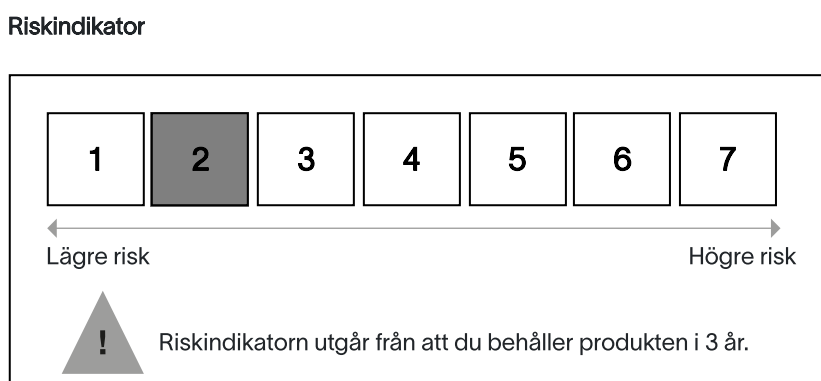 Riskindikator
1 2 3 4 5 6 7
Lägre risk Högre risk
! Riskindikatorn utgår från att du behåller produkten i 3 år.